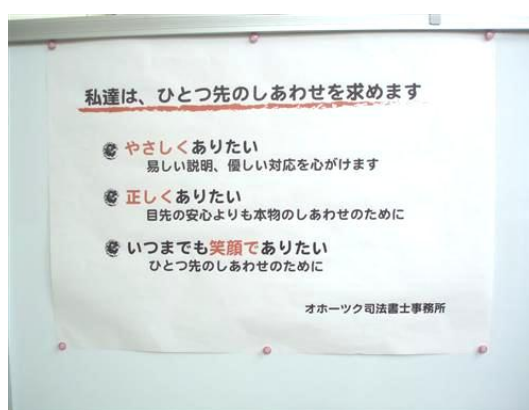 私達は、ひとつ先のしあわせを求めます
やさしくありたい
易しい説明、優しい対応を心がけます
正しくありたい
目先の安心よりも本物のしあわせのために
いつまでも笑顔でありたい
ひとつ先のしあわせのために
オホーツク司法書士事務所